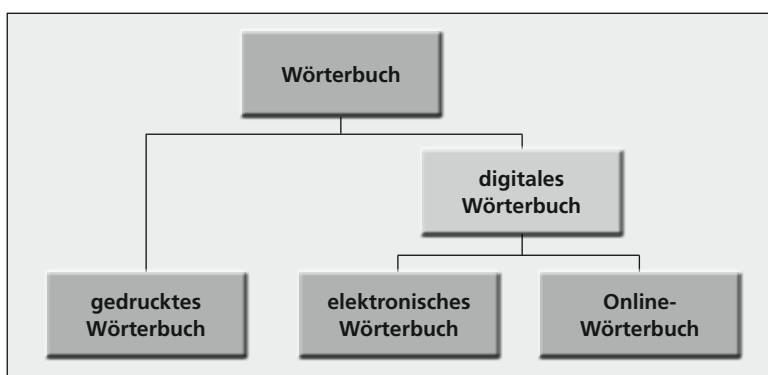 Wörterbuch
digitales
Wörterbuch
gedrucktes
Wörterbuch
elektronisches
Wörterbuch
Online-
Wörterbuch